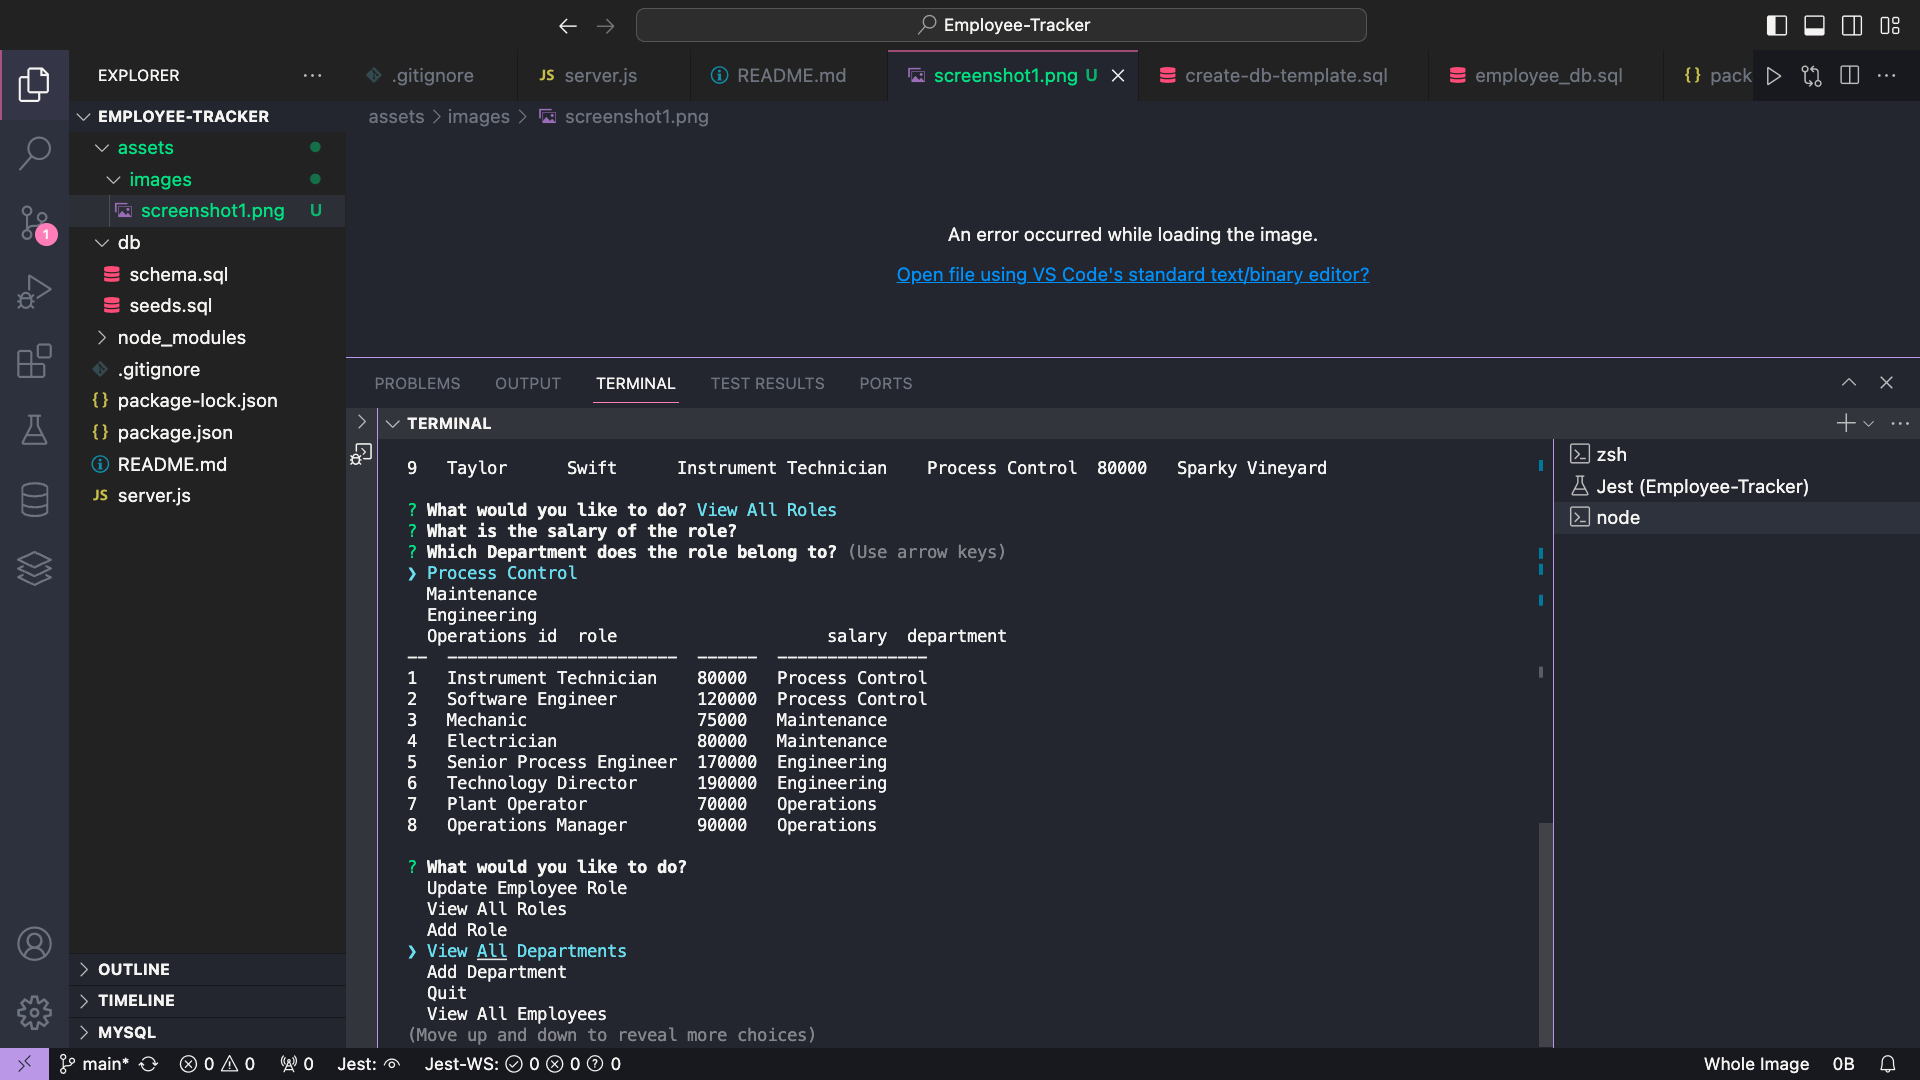 Employee-Tracker
EXPLORER
.gitignore
JS server.js
README.md
screenshot1.png U
create-db-template.sql
employee_db.sql
{} pack
EMPLOYEE-TRACKER
assets
images
screenshot1.png U
db
schema.sql
seeds.sql
node_modules
.gitignore
{} package-lock.json
{} package.json
README.md
JS server.js
1
OUTLINE
TIMELINE
MYSQL
assets > images > screenshot1.png
An error occurred while loading the image.
Open file using VS Code's standard text/binary editor?
PROBLEMS OUTPUT TERMINAL TEST RESULTS PORTS
TERMINAL
9 Taylor Swift Instrument Technician Process Control 80000 Sparky Vineyard
? What would you like to do? View All Roles
? What is the salary of the role?
? Which Department does the role belong to? (Use arrow keys)
❯ Process Control
Maintenance
Engineering
Operations id role salary department
-- ----------------------- ------ ---------------
1 Instrument Technician 80000 Process Control
2 Software Engineer 120000 Process Control
3 Mechanic 75000 Maintenance
4 Electrician 80000 Maintenance
5 Senior Process Engineer 170000 Engineering
6 Technology Director 190000 Engineering
7 Plant Operator 70000 Operations
8 Operations Manager 90000 Operations
? What would you like to do?
Update Employee Role
View All Roles
Add Role
❯ View All Departments
Add Department
Quit
View All Employees
(Move up and down to reveal more choices)
zsh
Jest (Employee-Tracker)
node
main* 0 0 0 Jest: Jest-WS: 0 0 0
Whole Image 0B